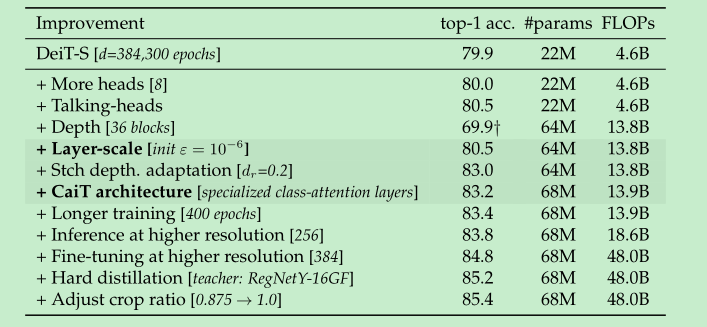 Improvement top-1 acc. #params FLOPs
DeiT-S [d=384,300 epochs] 79.9 22M 4.6B
+ More heads [8] 80.0 22M 4.6B
+ Talking-heads 80.5 22M 4.6B
+ Depth [36 blocks] 69.9† 64M 13.8B
+ Layer-scale [init ε = 10⁻⁶] 80.5 64M 13.8B
+ Stch depth. adaptation [dᵣ=0.2] 83.0 64M 13.8B
+ CaiT architecture [specialized class-attention layers] 83.2 68M 13.9B
+ Longer training [400 epochs] 83.4 68M 13.9B
+ Inference at higher resolution [256] 83.8 68M 18.6B
+ Fine-tuning at higher resolution [384] 84.8 68M 48.0B
+ Hard distillation [teacher: RegNetY-16GF] 85.2 68M 48.0B
+ Adjust crop ratio [0.875 → 1.0] 85.4 68M 48.0B